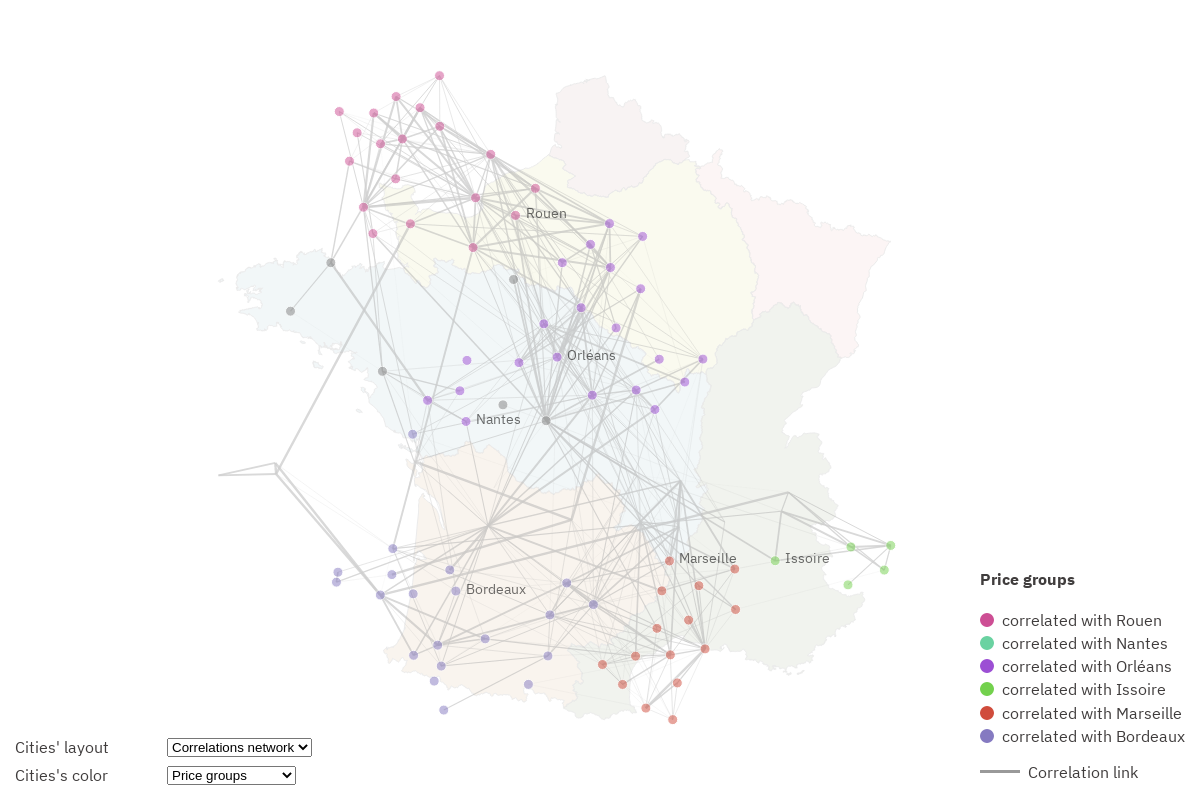 Rouen
Orléans
Nantes
Marseille
Issoire
Bordeaux
Price groups
correlated with Rouen
correlated with Nantes
correlated with Orléans
correlated with Issoire
correlated with Marseille
correlated with Bordeaux
Correlation link
Cities' layout Correlations network
Cities's color Price groups